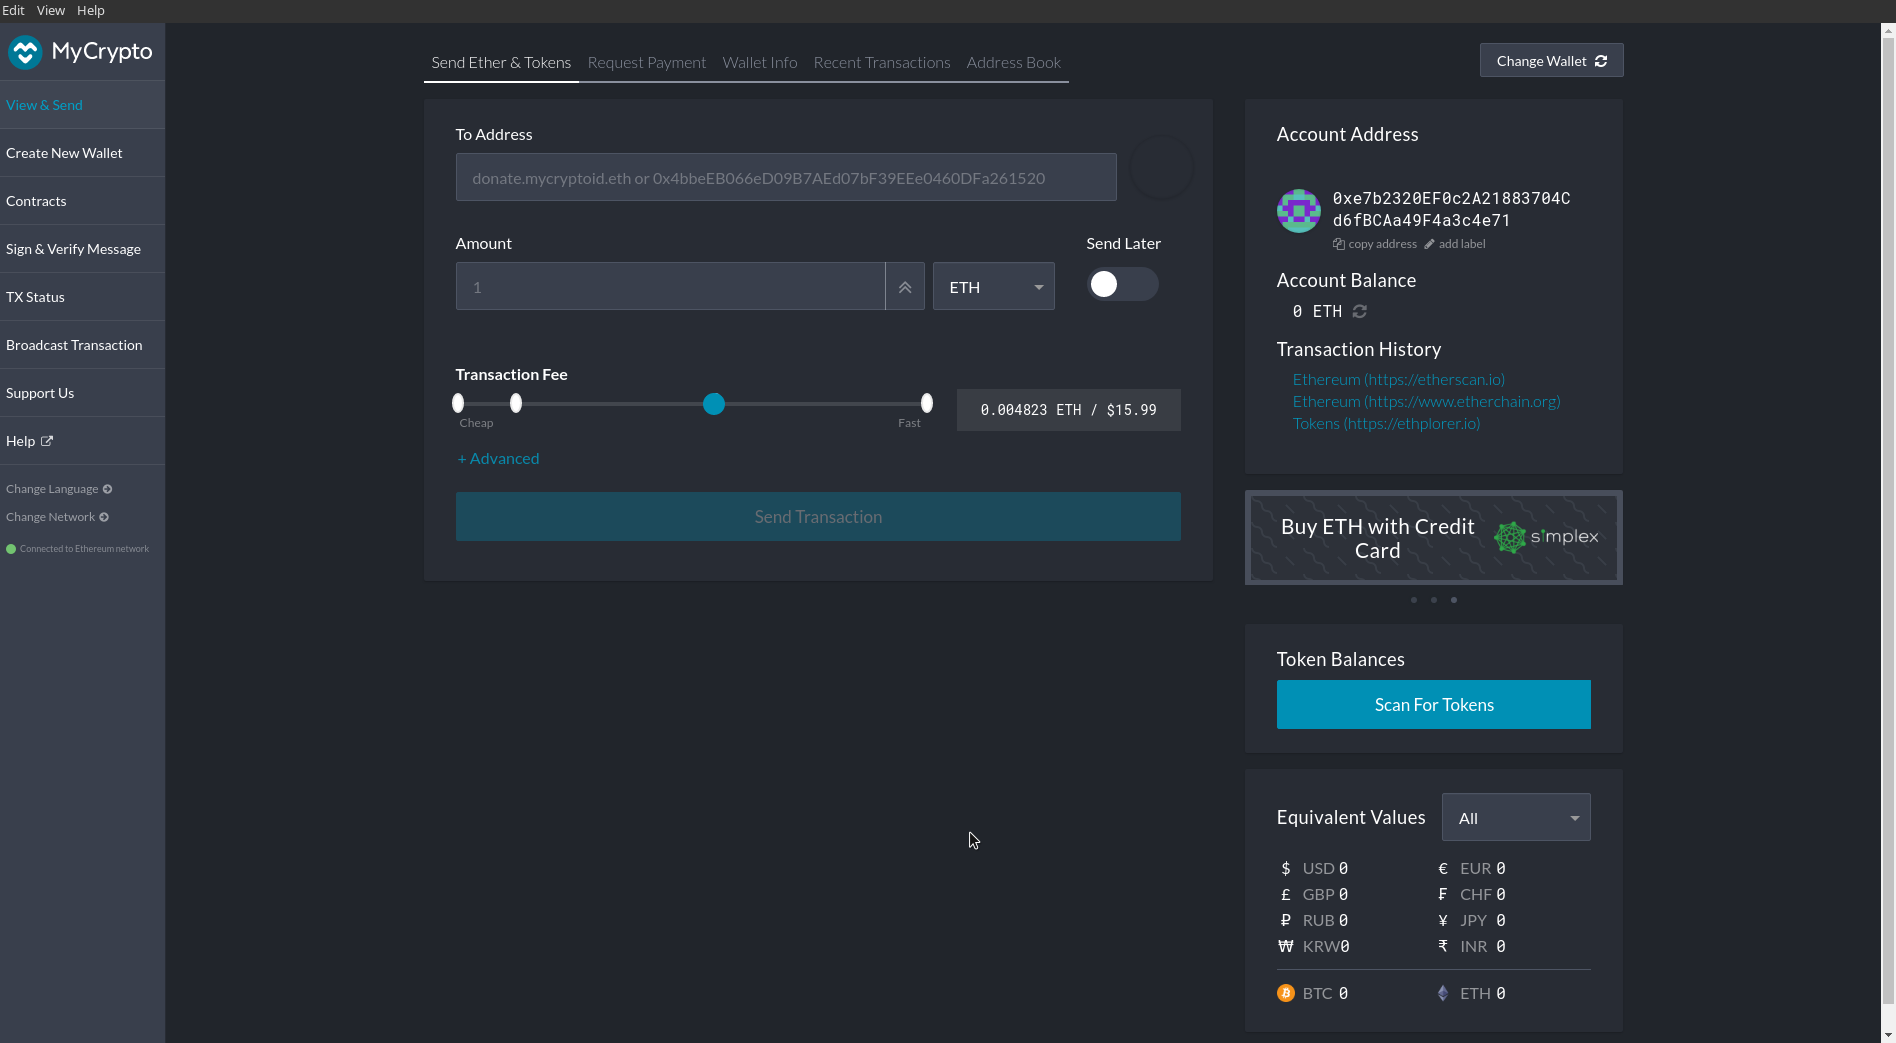 Edit View Help
MyCrypto
View & Send
Create New Wallet
Contracts
Sign & Verify Message
TX Status
Broadcast Transaction
Support Us
Help
Change Language
Change Network
Connected to Ethereum network
Send Ether & Tokens Request Payment Wallet Info Recent Transactions Address Book
Change Wallet
To Address
donate.mycryptoid.eth or 0x4bbeEB066eD09B7AEd07bF39EEe0460DFa261520
Amount
Send Later
1
ETH
Transaction Fee
Cheap
Fast
0.004823 ETH / $15.99
+ Advanced
Send Transaction
Account Address
0xe7b2320EF0c2A21883704C
d6fBCAa49F4a3c4e71
copy address add label
Account Balance
0 ETH
Transaction History
Ethereum (https://etherscan.io)
Ethereum (https://www.etherchain.org)
Tokens (https://ethplorer.io)
Buy ETH with Credit
Card
simplex
Token Balances
Scan For Tokens
Equivalent Values
All
$ USD 0 € EUR 0
£ GBP 0 ₣ CHF 0
₽ RUB 0 ¥ JPY 0
₩ KRW 0 ₹ INR 0
BTC 0 ETH 0